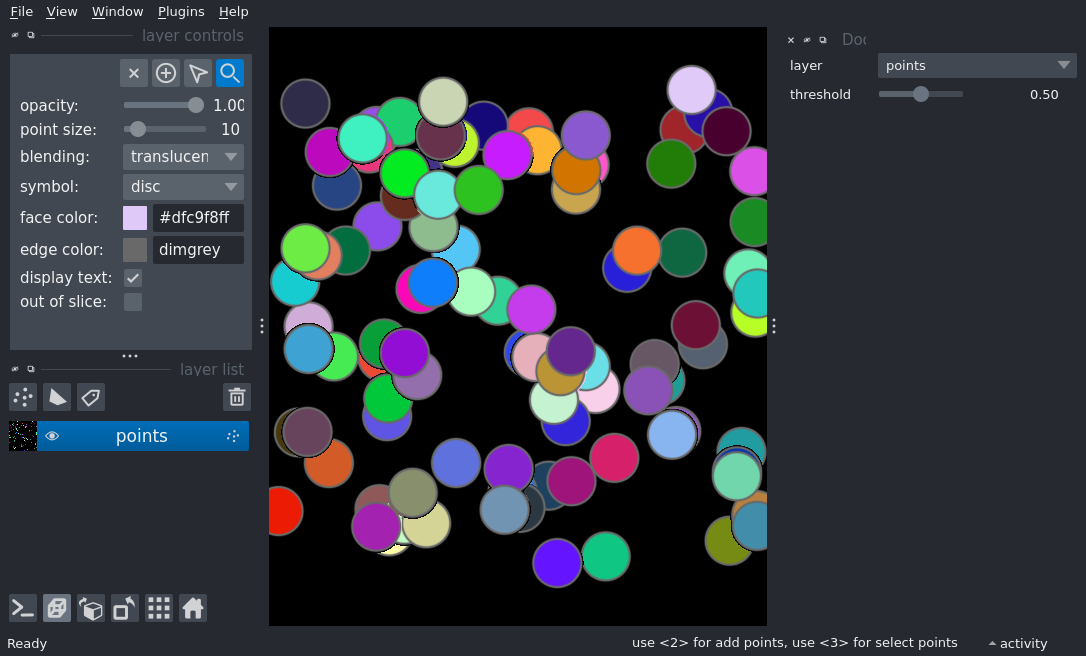 File View Window Plugins Help
layer controls
opacity: 1.00
point size: 10
blending: translucen
symbol: disc
face color: #dfc9f8ff
edge color: dimgrey
display text:
out of slice:
layer list
points
Ready
Doc
layer points
threshold 0.50
use <2> for add points, use <3> for select points activity